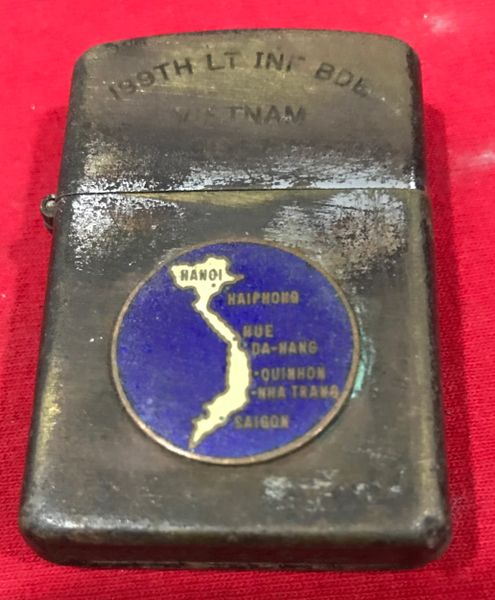 199TH LT INF BDE
VIETNAM
HANOI
HAIPHONG
HUE
DA-NANG
QUINHON
NHA TRANG
SAIGON